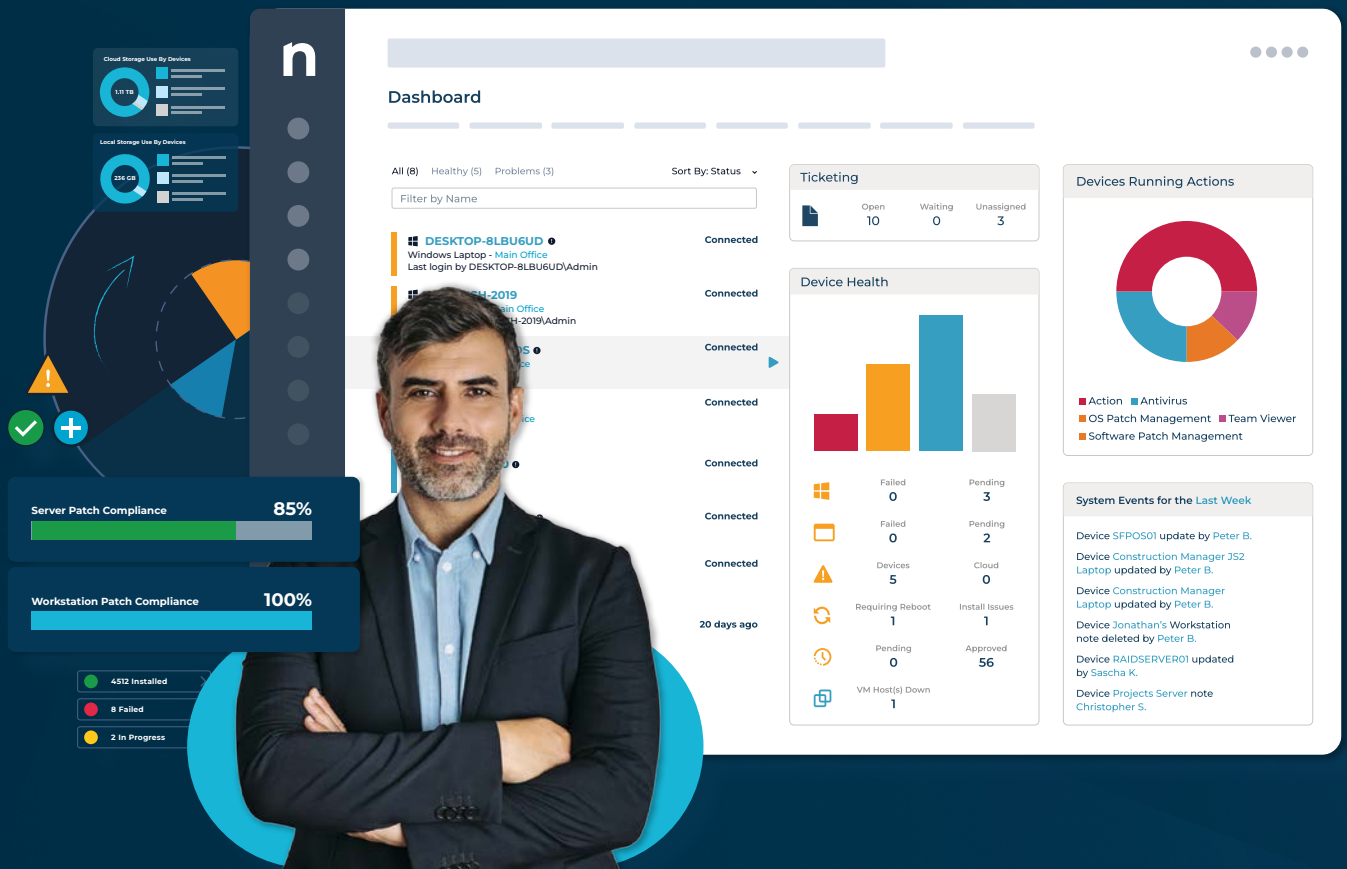 Cloud Storage Use By Devices
1.11 TB
Local Storage Use By Devices
236 GB
n
Dashboard
All (8) Healthy (5) Problems (3) Sort By: Status
Filter by Name
DESKTOP-8LBU6UD Connected
Windows Laptop - Main Office
Last login by DESKTOP-8LBU6UD\Admin
H-2019 Connected
ain Office
H-2019\Admin
OS Connected
ce
Connected
ce
Connected
Connected
Connected
20 days ago
Ticketing
Open Waiting Unassigned
10 0 3
Device Health
Failed Pending
0 3
Failed Pending
0 2
Devices Cloud
5 0
Requiring Reboot Install Issues
1 1
Pending Approved
0 56
VM Host(s) Down
1
Devices Running Actions
Action Antivirus
OS Patch Management Team Viewer
Software Patch Management
System Events for the Last Week
Device SFPOS01 update by Peter B.
Device Construction Manager JS2
Laptop updated by Peter B.
Device Construction Manager
Laptop updated by Peter B.
Device Jonathan's Workstation
note deleted by Peter B.
Device RAIDSERVER01 updated
by Sascha K.
Device Projects Server note
Christopher S.
Server Patch Compliance 85%
Workstation Patch Compliance 100%
4512 Installed
8 Failed
2 In Progress